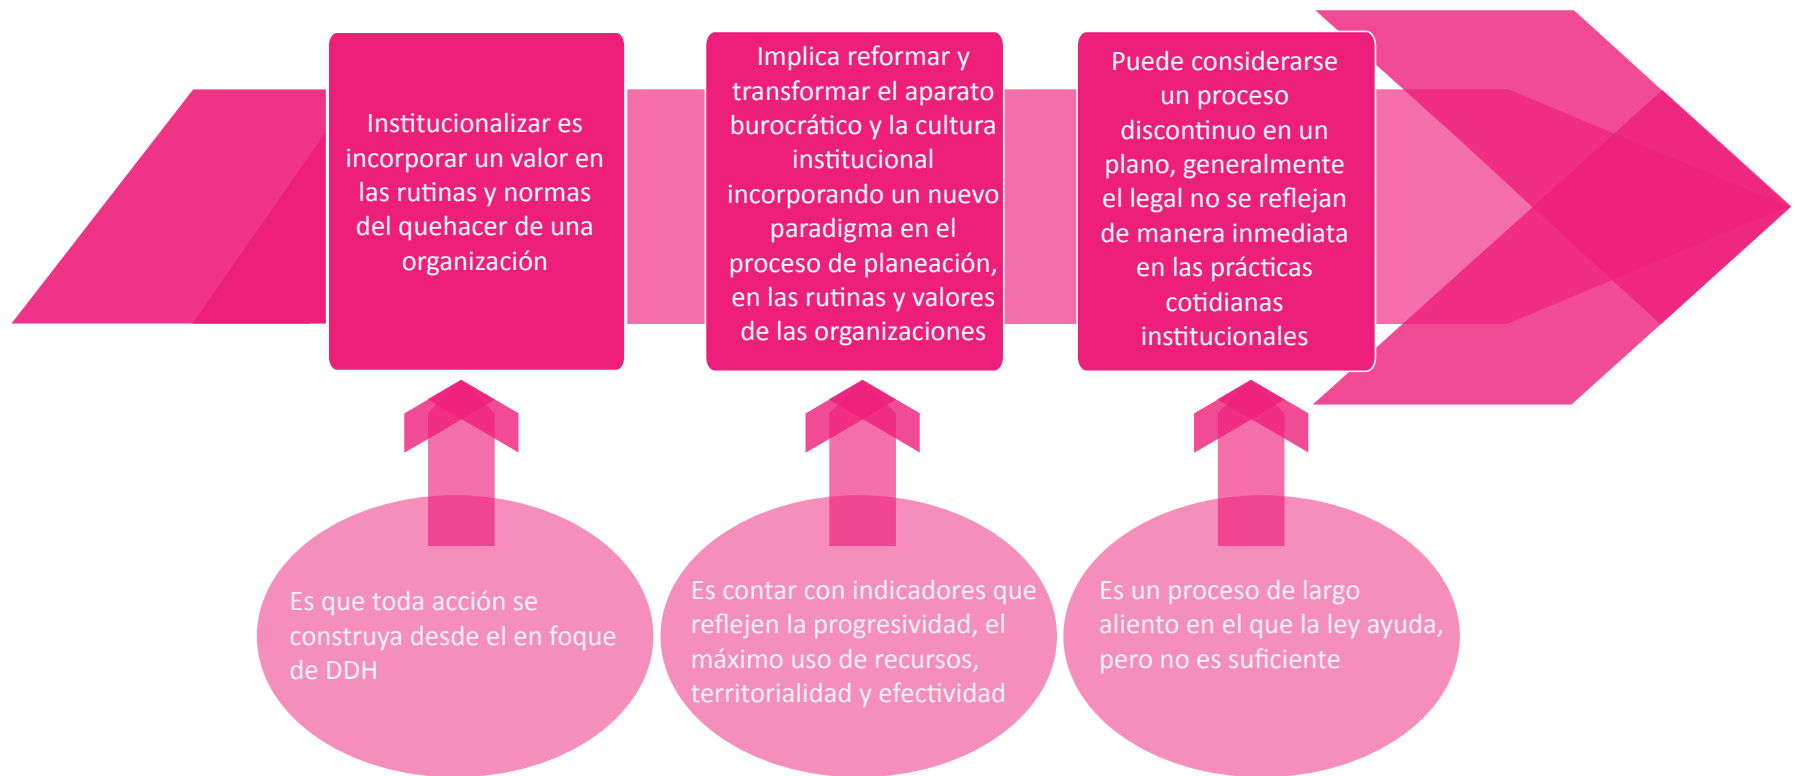 Institucionalizar es
incorporar un valor en
las rutinas y normas
del quehacer de una
organización
Implica reformar y
transformar el aparato
burocrático y la cultura
institucional
incorporando un nuevo
paradigma en el
proceso de planeación,
en las rutinas y valores
de las organizaciones
Puede considerarse
un proceso
discontinuo en un
plano, generalmente
el legal no se reflejan
de manera inmediata
en las prácticas
cotidianas
institucionales
Es que toda acción se
construya desde el en foque
de DDH
Es contar con indicadores que
reflejen la progresividad, el
máximo uso de recursos,
territorialidad y efectividad
Es un proceso de largo
aliento en el que la ley ayuda,
pero no es suficiente